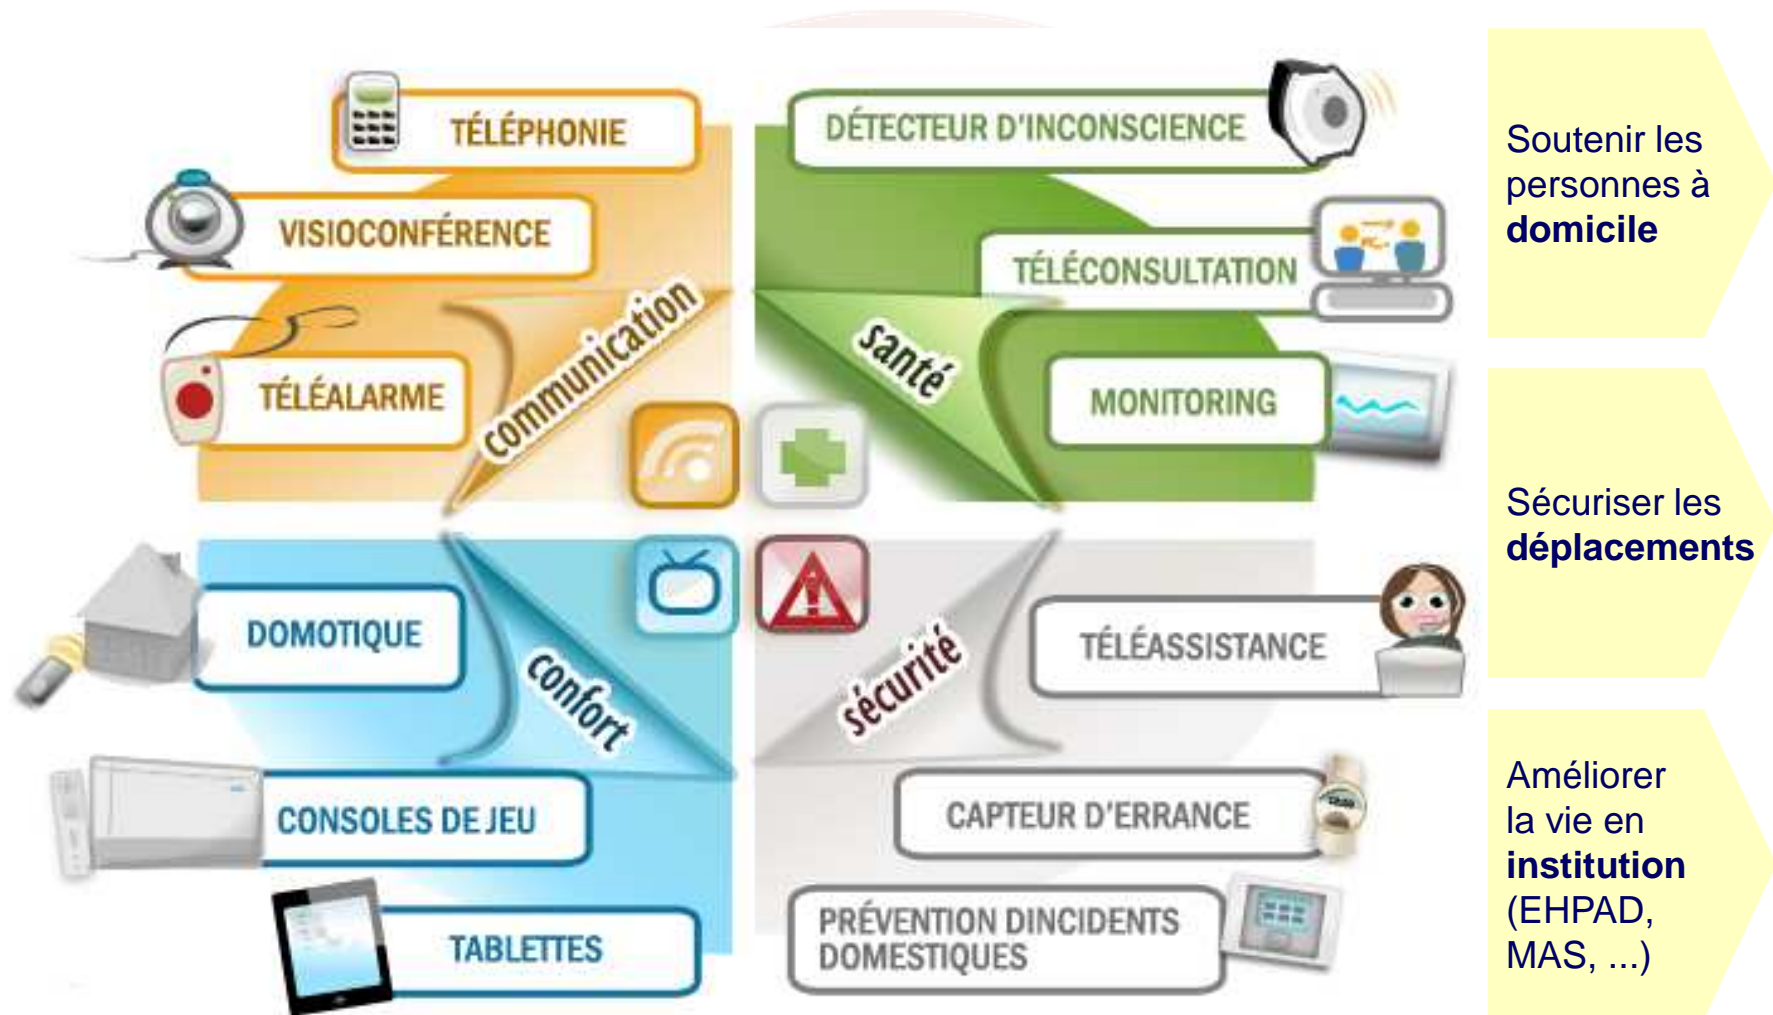 TÉLÉPHONIE
VISIOCONFÉRENCE
TÉLÉALARME
communication
DÉTECTEUR D'INCONSCIENCE
TÉLÉCONSULTATION
MONITORING
santé
DOMOTIQUE
CONSOLES DE JEU
TABLETTES
confort
TÉLÉASSISTANCE
CAPTEUR D'ERRANCE
PRÉVENTION DINCIDENTS
DOMESTIQUES
sécurité
Soutenir les
personnes à
domicile
Sécuriser les
déplacements
Améliorer
la vie en
institution
(EHPAD,
MAS, ...)